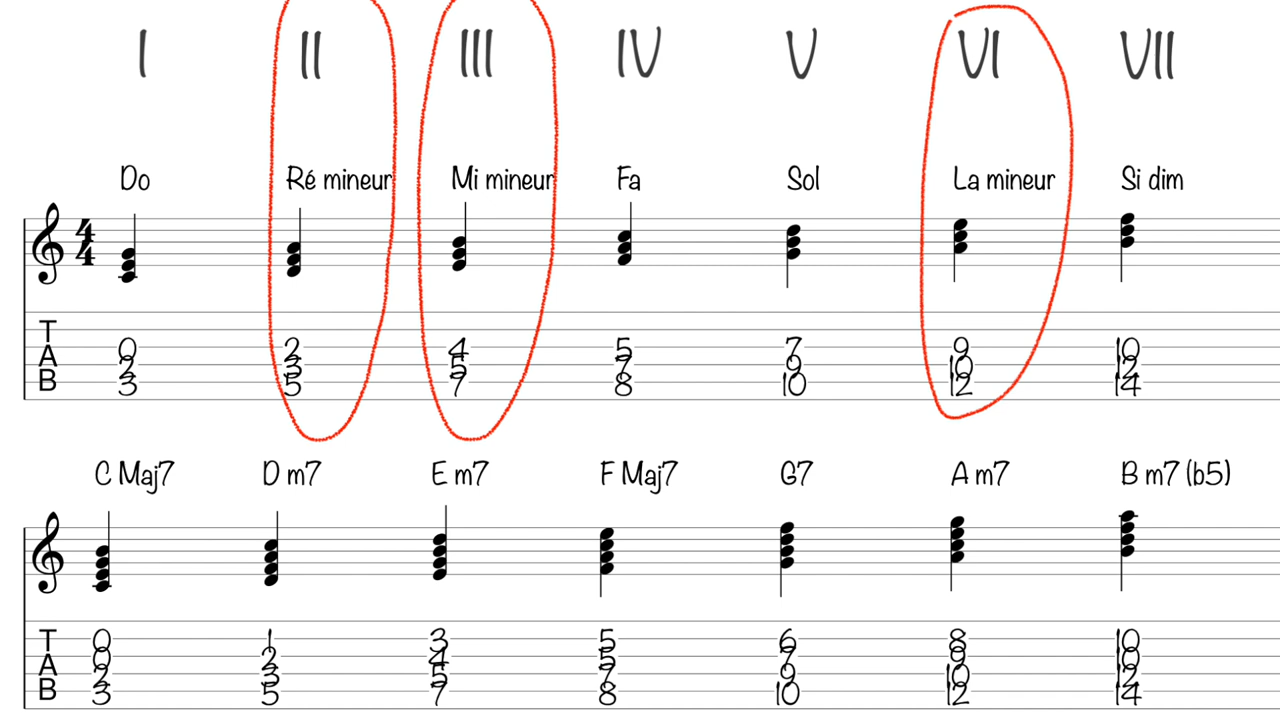 I II III IV V VI VII
Do Ré mineur Mi mineur Fa Sol La mineur Si dim
4
4
T
A
B
0 2 4 5 7 9 10
2 3 5 7 9 10 12
3 5 7 8 10 12 14
C Maj7 D m7 E m7 F Maj7 G7 A m7 B m7 (b5)
T
A
B
0 1 3 5 6 8 10
0 2 4 5 7 9 10
2 3 5 7 9 10 12
3 5 7 8 10 12 14